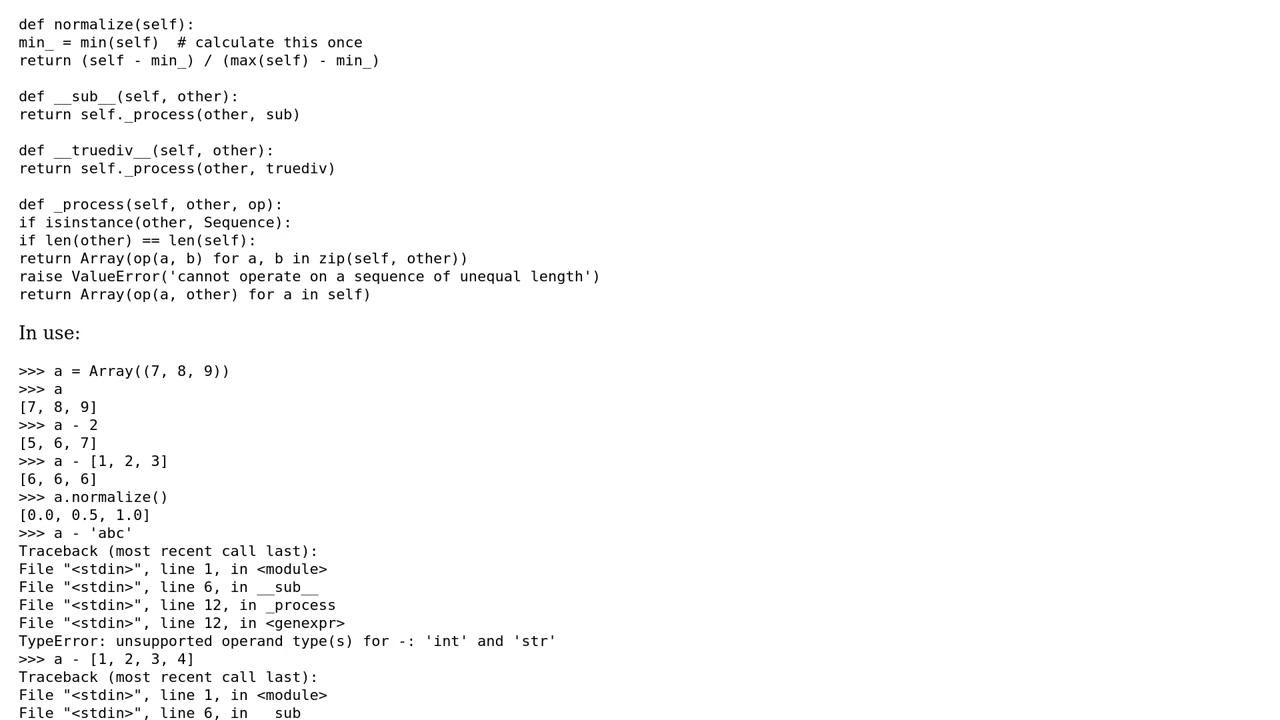 def normalize(self):
min_ = min(self)  # calculate this once
return (self - min_) / (max(self) - min_)

def __sub__(self, other):
return self._process(other, sub)

def __truediv__(self, other):
return self._process(other, truediv)

def _process(self, other, op):
if isinstance(other, Sequence):
if len(other) == len(self):
return Array(op(a, b) for a, b in zip(self, other))
raise ValueError('cannot operate on a sequence of unequal length')
return Array(op(a, other) for a in self)

In use:

>>> a = Array((7, 8, 9))
>>> a
[7, 8, 9]
>>> a - 2
[5, 6, 7]
>>> a - [1, 2, 3]
[6, 6, 6]
>>> a.normalize()
[0.0, 0.5, 1.0]
>>> a - 'abc'
Traceback (most recent call last):
File "<stdin>", line 1, in <module>
File "<stdin>", line 6, in __sub__
File "<stdin>", line 12, in _process
File "<stdin>", line 12, in <genexpr>
TypeError: unsupported operand type(s) for -: 'int' and 'str'
>>> a - [1, 2, 3, 4]
Traceback (most recent call last):
File "<stdin>", line 1, in <module>
File "<stdin>", line 6, in __sub__